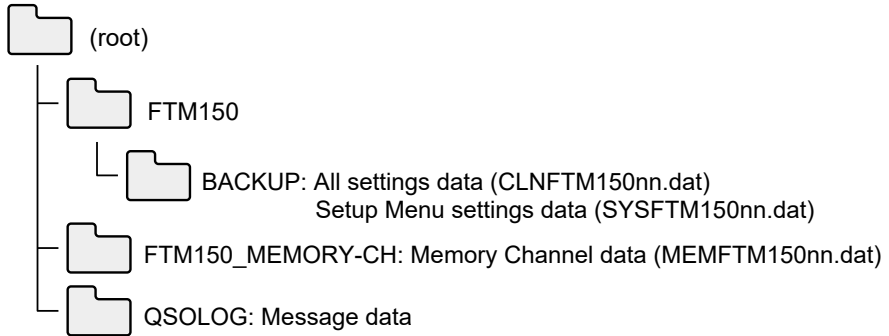 (root)
FTM150
BACKUP: All settings data (CLNFTM150nn.dat)
Setup Menu settings data (SYSFTM150nn.dat)
FTM150_MEMORY-CH: Memory Channel data (MEMFTM150nn.dat)
QSOLOG: Message data